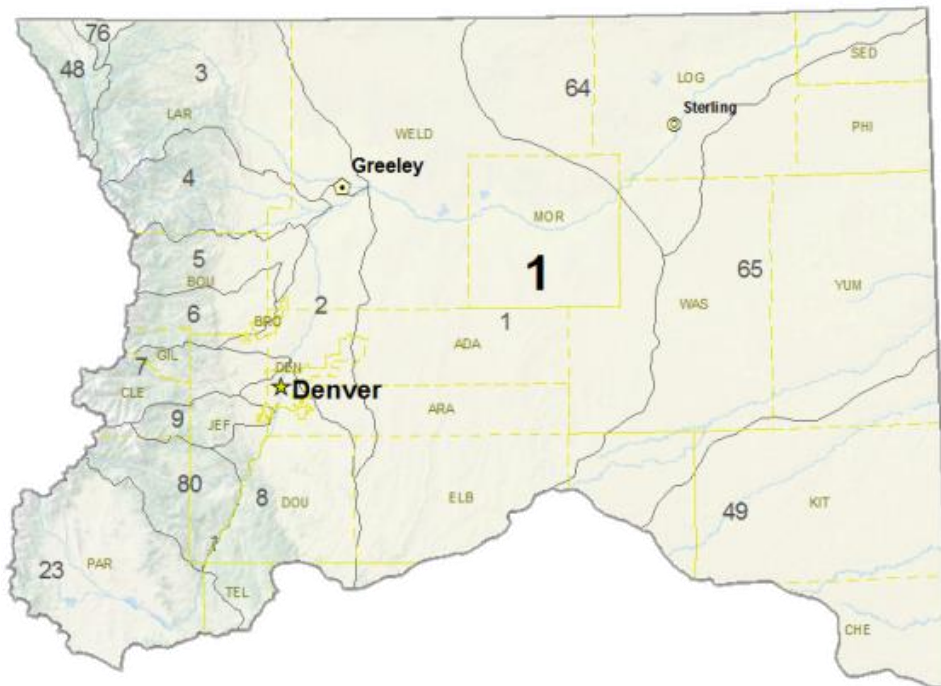 76
SED
48
3
LOG
64
Sterling
LAR
WELD
PHI
Greeley
4
MOR
5
1
65
BOU
YUM
6
BRO
2
WAS
1
GIL
ADA
7
DEN
CLE
Denver
9
JEF
ARA
80
8
DOU
ELB
KIT
49
?
23
PAR
TEL
CHE